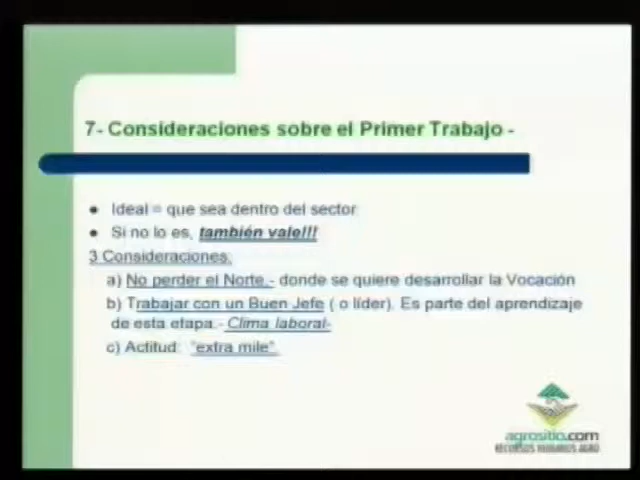 7- Consideraciones sobre el Primer Trabajo -
● Ideal = que sea dentro del sector
● Si no lo es, también vale!!!
3 Consideraciones:
a) No perder el Norte.- donde se quiere desarrollar la Vocación
b) Trabajar con un Buen Jefe ( o líder). Es parte del aprendizaje
de esta etapa.- Clima laboral-
c) Actitud: "extra mile".
agrositio.com
RECURSOS HUMANOS AGRO